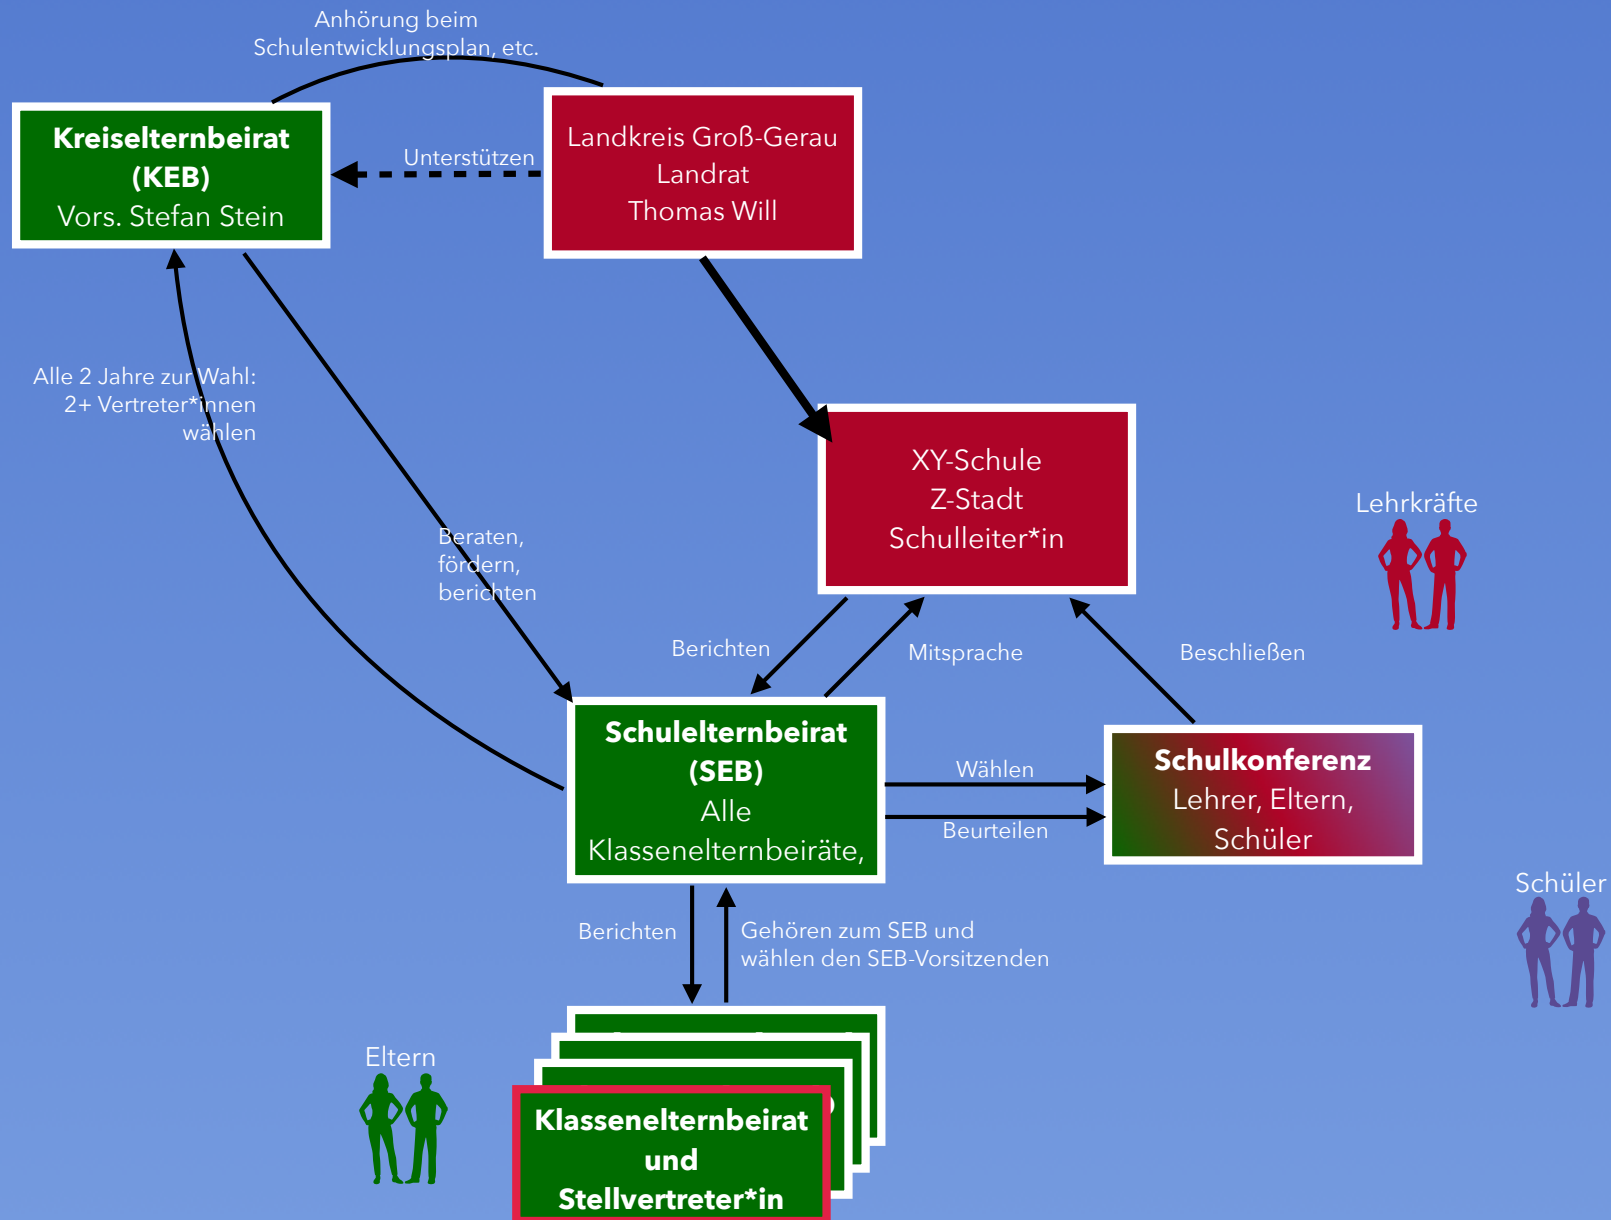 Anhörung beim
Schulentwicklungsplan, etc.
Kreiselternbeirat
(KEB)
Vors. Stefan Stein
Unterstützen
Landkreis Groß-Gerau
Landrat
Thomas Will
Alle 2 Jahre zur Wahl:
2+ Vertreter*innen
wählen
Beraten,
fördern,
berichten
XY-Schule
Z-Stadt
Schulleiter*in
Lehrkräfte
Berichten
Mitsprache
Beschließen
Schulelternbeirat
(SEB)
Alle
Klassenelternbeiräte,
Wählen
Beurteilen
Schulkonferenz
Lehrer, Eltern,
Schüler
Schüler
Berichten
Gehören zum SEB und
wählen den SEB-Vorsitzenden
Eltern
Klassenelternbeirat
und
Stellvertreter*in